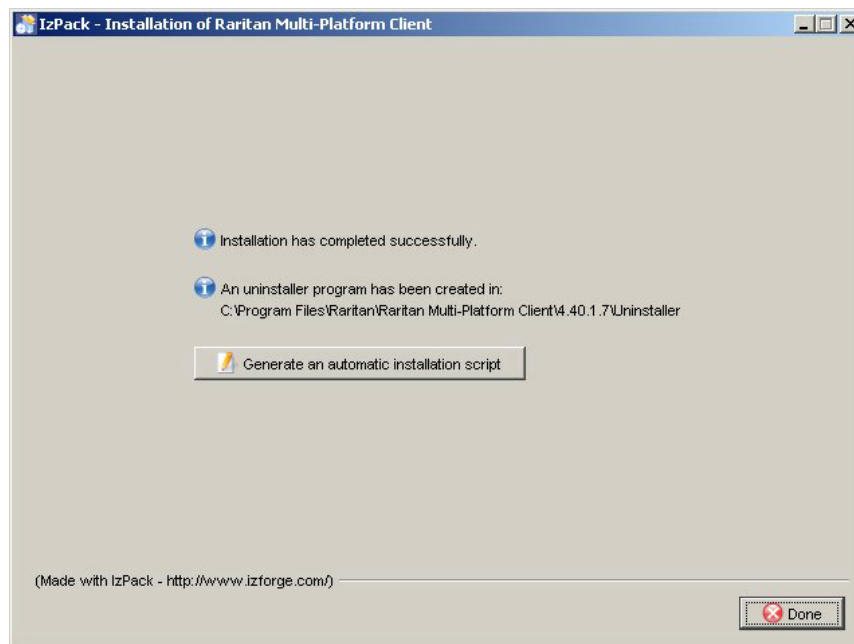 IzPack - Installation of Raritan Multi-Platform Client
Installation has completed successfully.
An uninstaller program has been created in:
C:\Program Files\Raritan\Raritan Multi-Platform Client\4.40.1.7\Uninstaller
Generate an automatic installation script
(Made with IzPack - http://www.izforge.com/)
Done